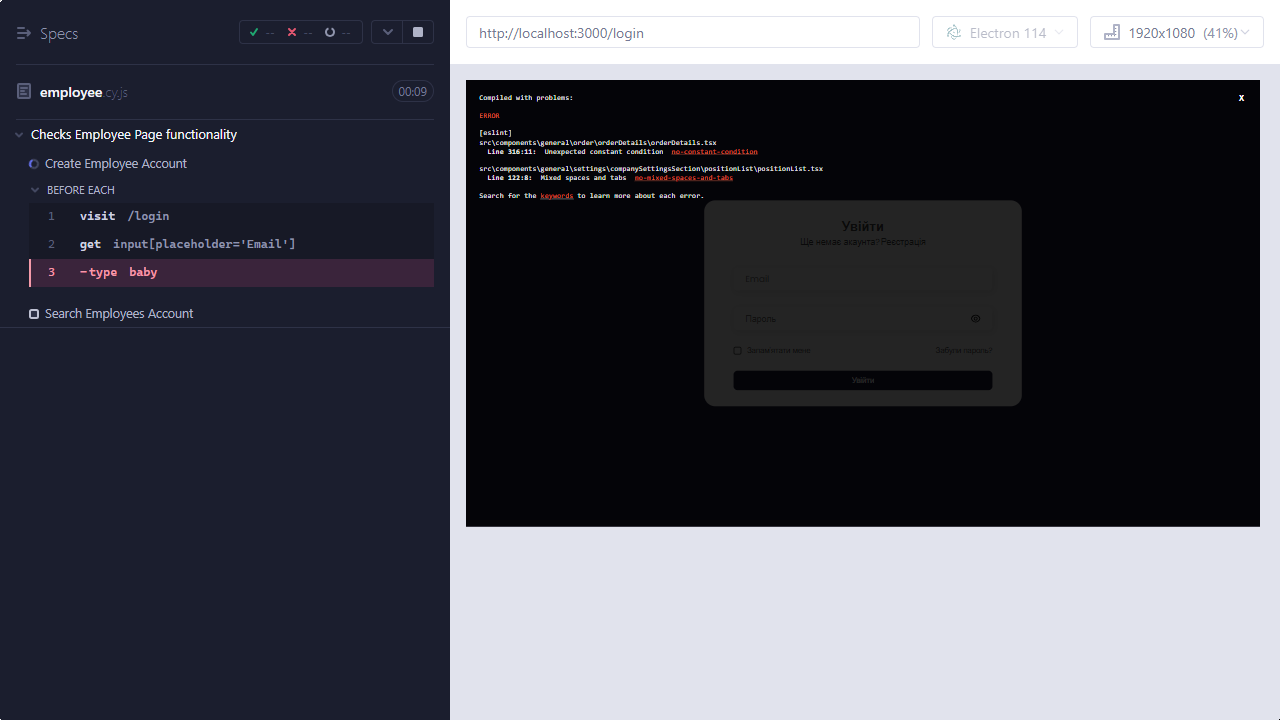 Specs
-- -- --
employee.cy.js
00:09
Checks Employee Page functionality
Create Employee Account
BEFORE EACH
1 visit /login
2 get input[placeholder='Email']
3 -type baby
Search Employees Account
http://localhost:3000/login
Electron 114
1920x1080 (41%)
Compiled with problems:
X
ERROR
[eslint]
src\components\general\order\orderDetails\orderDetails.tsx
Line 316:11: Unexpected constant condition no-constant-condition
src\components\general\settings\companySettingsSection\positionList\positionList.tsx
Line 122:8: Mixed spaces and tabs no-mixed-spaces-and-tabs
Search for the keywords to learn more about each error.
Увійти
Ще немає акаунта? Реєстрація
Email
Пароль
Запам'ятати мене
Забули пароль?
Увійти